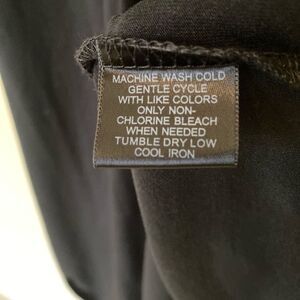 MACHINE WASH COLD
GENTLE CYCLE
WITH LIKE COLORS
ONLY NON-
CHLORINE BLEACH
WHEN NEEDED
TUMBLE DRY LOW
COOL IRON